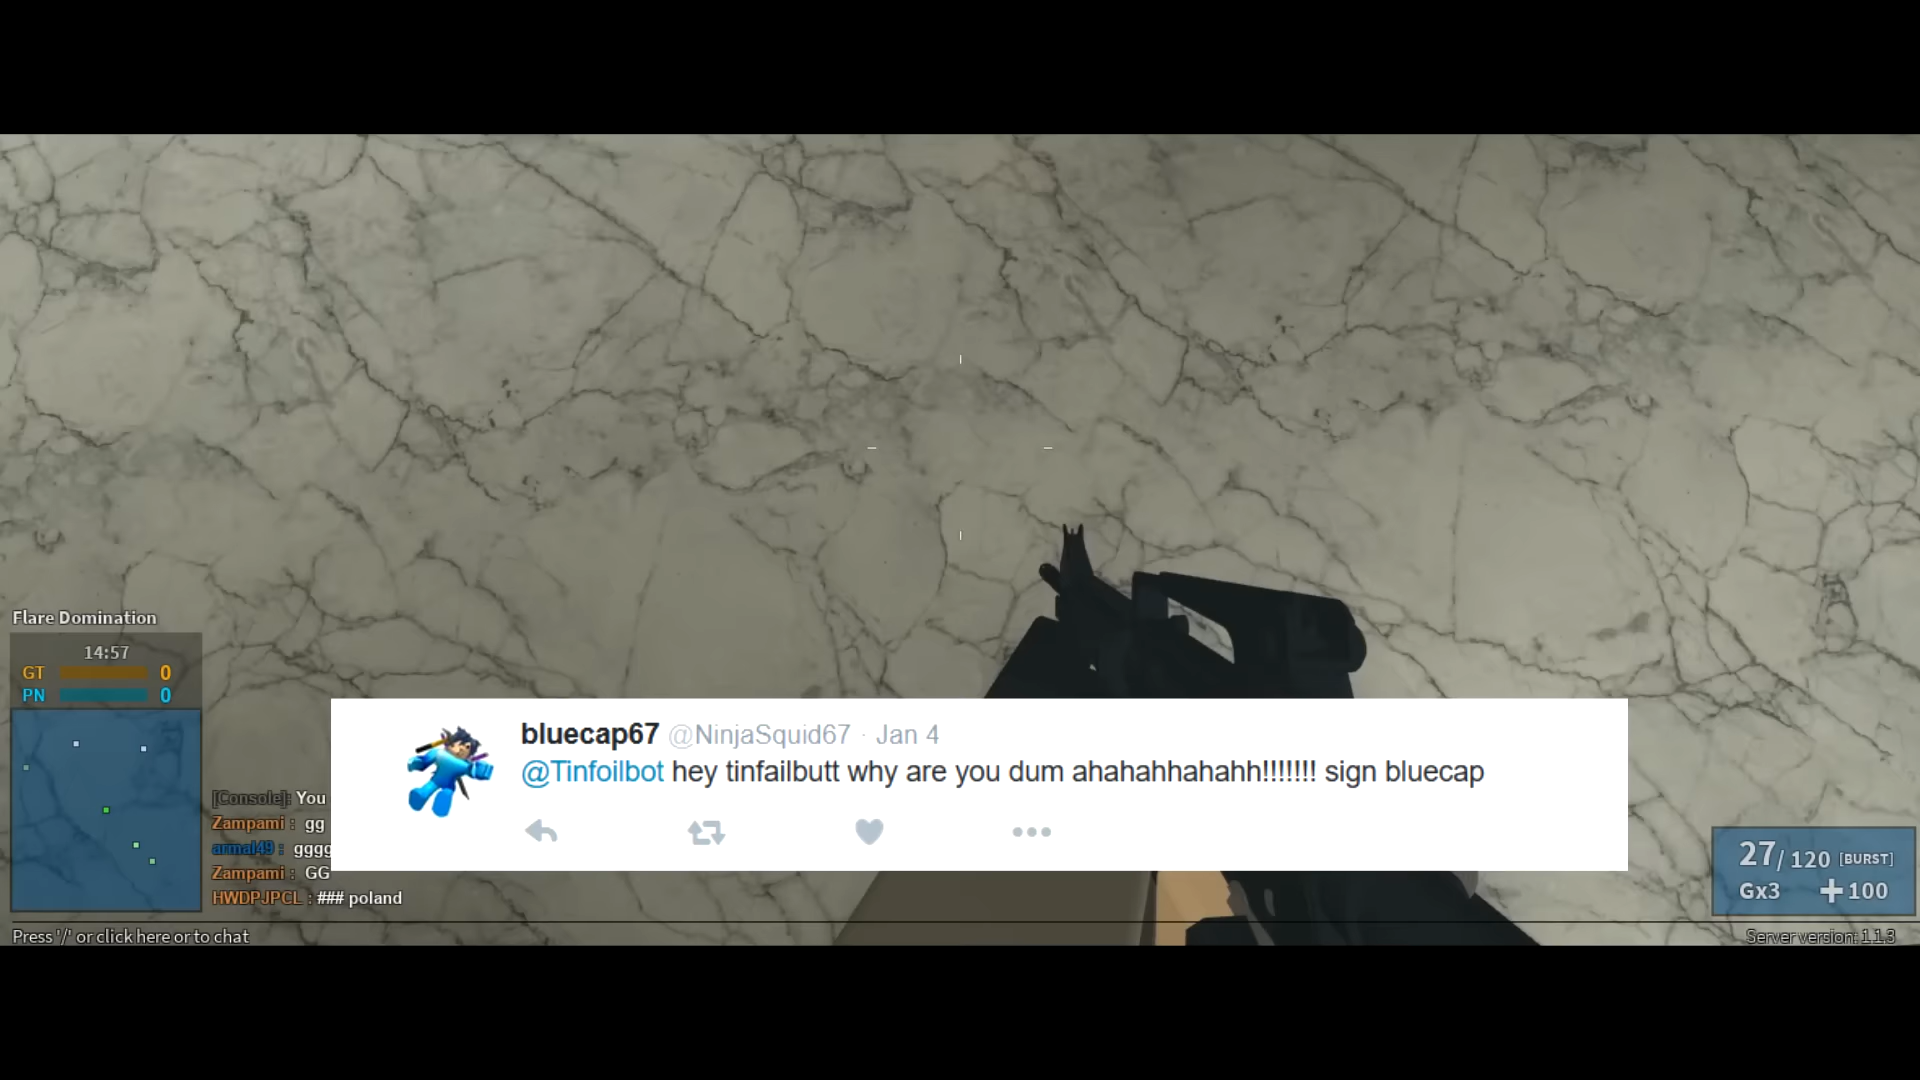 Flare Domination
14:57
GT 0
PN 0
bluecap67 @NinjaSquid67 · Jan 4
@Tinfoilbot hey tinfailbutt why are you dum ahahahhahahh!!!!!!! sign bluecap
[Console]: You
Zampami : gg
armal49 : gggg
Zampami : GG
HWDPJPCL : ### poland
Press '/' or click here or to chat
27/ 120 [BURST]
Gx3 +100
Server version: 1.1.3